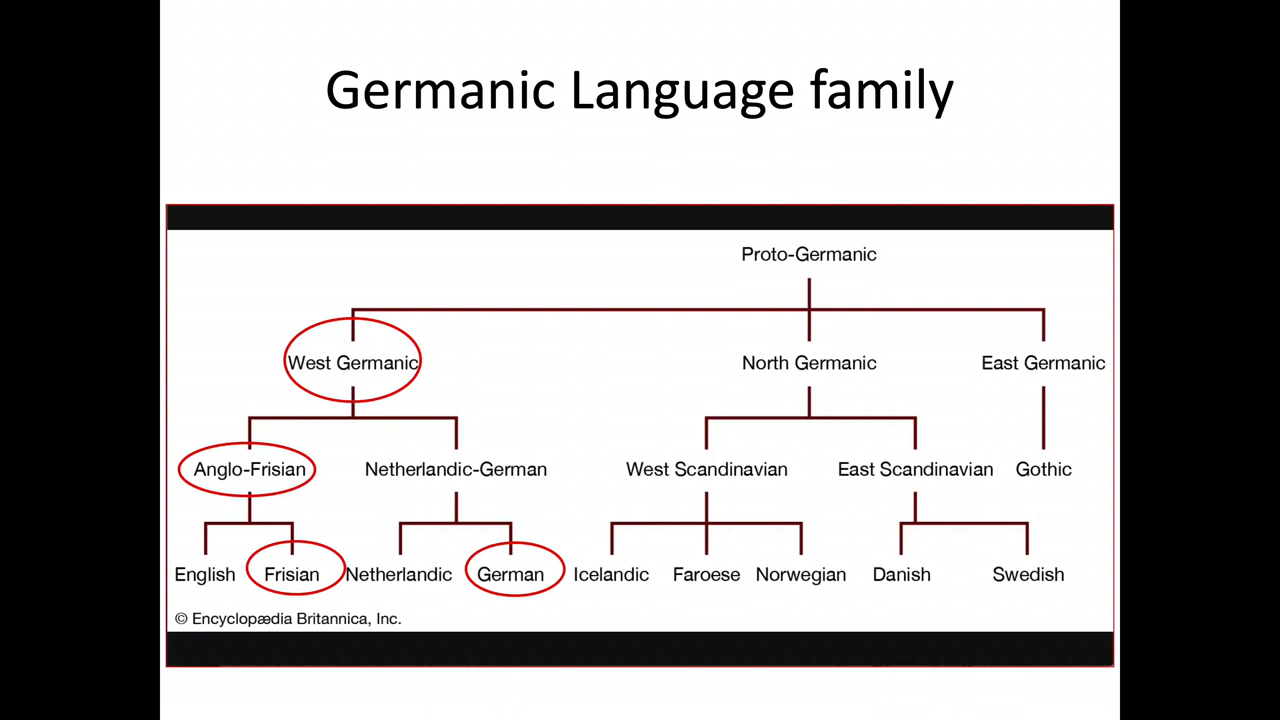 Germanic Language family
Proto-Germanic
West Germanic North Germanic East Germanic
Anglo-Frisian Netherlandic-German West Scandinavian East Scandinavian Gothic
English Frisian Netherlandic German Icelandic Faroese Norwegian Danish Swedish
© Encyclopædia Britannica, Inc.